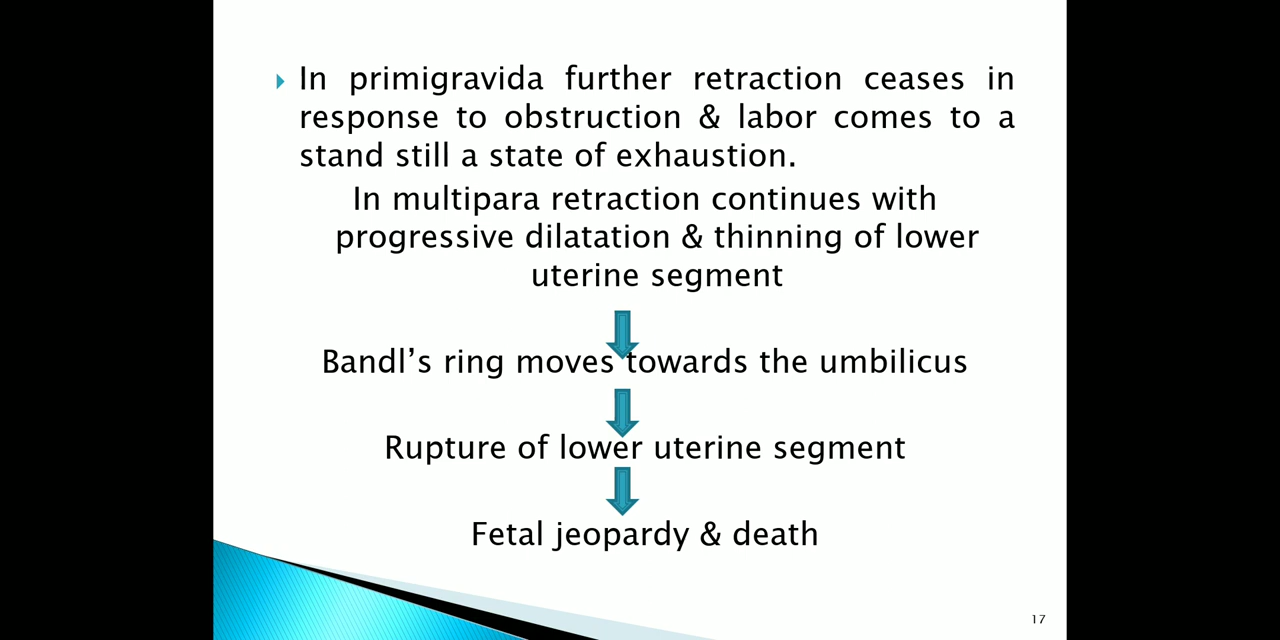 In primigravida further retraction ceases in
response to obstruction & labor comes to a
stand still a state of exhaustion.
In multipara retraction continues with
progressive dilatation & thinning of lower
uterine segment
Bandl’s ring moves towards the umbilicus
Rupture of lower uterine segment
Fetal jeopardy & death
17